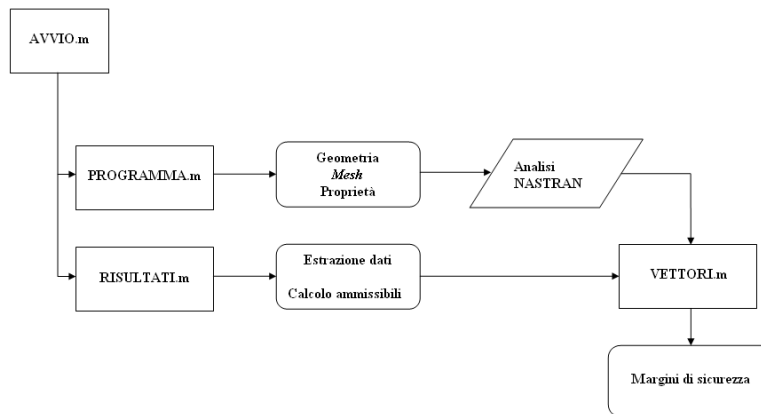 AVVIO.m
PROGRAMMA.m
Geometria
Mesh
Proprietà
Analisi
NASTRAN
RISULTATI.m
Estrazione dati
Calcolo ammissibili
VETTORI.m
Margini di sicurezza